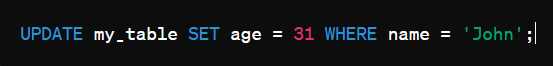 UPDATE my_table SET age = 31 WHERE name = 'John';